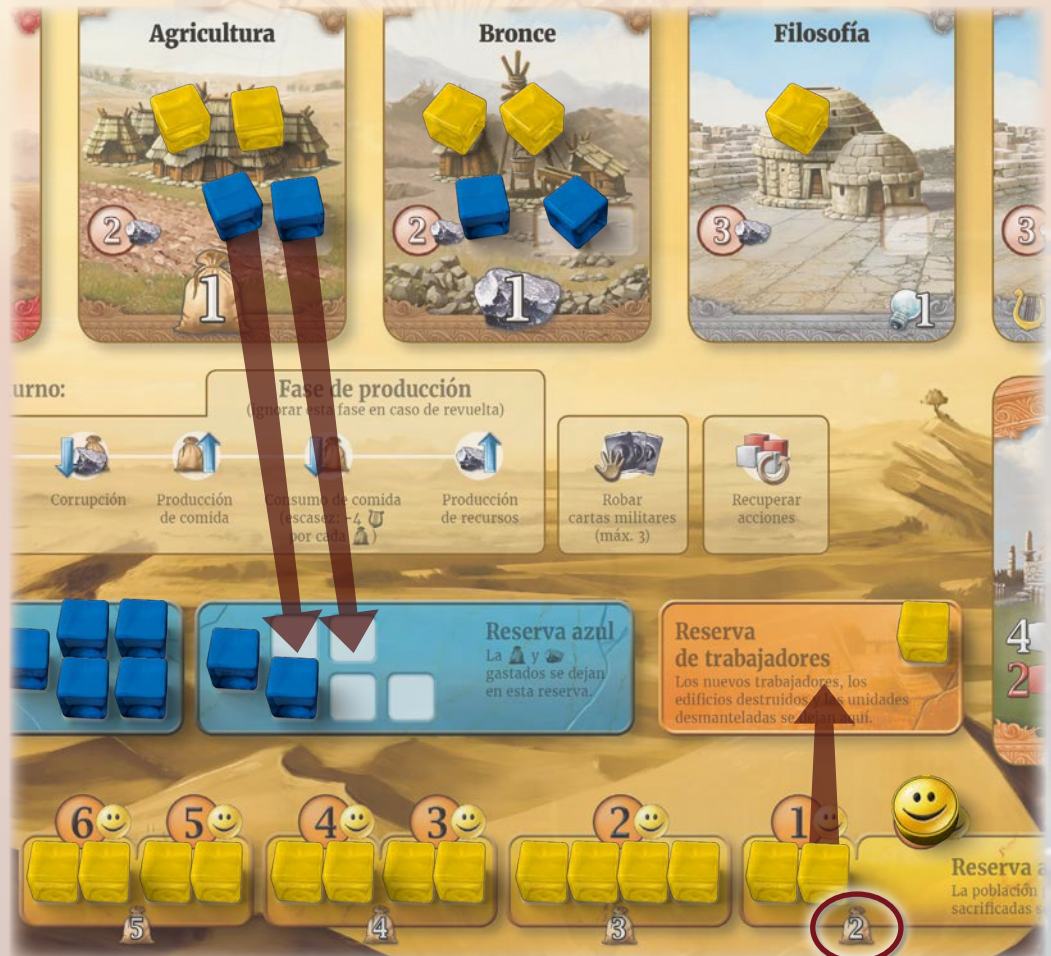 Agricultura
Bronce
Filosofía
2
2
3
3
1
1
1
urno:
Fase de producción
(ignorar esta fase en caso de revuelta)
Corrupción
Producción
de comida
Consumo de comida
(escasez: -4
por cada )
Producción
de recursos
Robar
cartas militares
(máx. 3)
Recuperar
acciones
Reserva azul
La y
gastados se dejan
en esta reserva.
Reserva
de trabajadores
Los nuevos trabajadores, los
edificios destruidos y las unidades
desmanteladas se dejan aquí.
4
2
6
5
4
3
2
1
Reserva a
La población
sacrificadas s
5
4
3
2